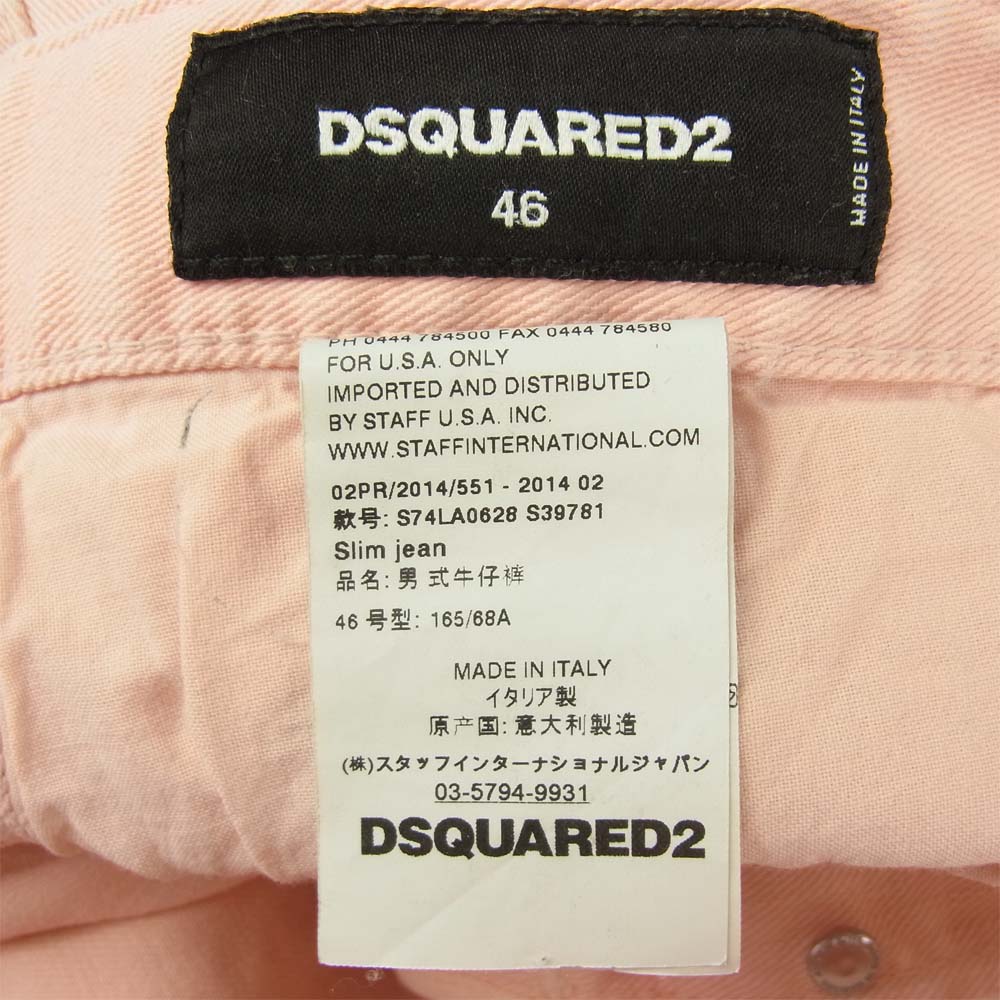 DSQUARED2
46
MADE IN ITALY
PH 0444 784500 FAX 0444 784580
FOR U.S.A. ONLY
IMPORTED AND DISTRIBUTED
BY STAFF U.S.A. INC.
WWW.STAFFINTERNATIONAL.COM
02PR/2014/551 - 2014 02
款号: S74LA0628 S39781
Slim jean
品名: 男 式牛仔裤
46 号型: 165/68A
MADE IN ITALY
イタリア製
原产国: 意大利製造
(株)スタッフインターナショナルジャパン
03-5794-9931
DSQUARED2